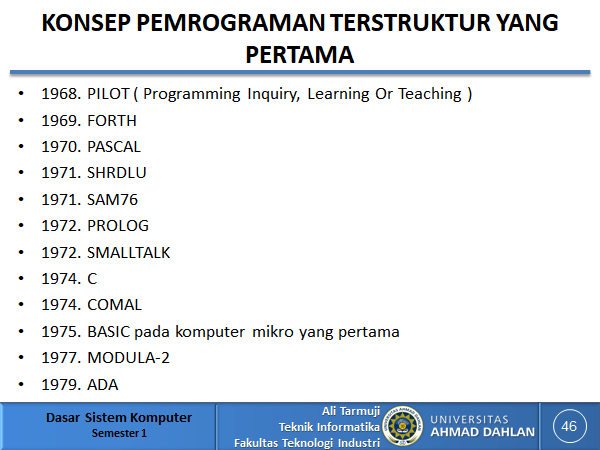 KONSEP PEMROGRAMAN TERSTRUKTUR YANG
PERTAMA
• 1968. PILOT ( Programming Inquiry, Learning Or Teaching )
• 1969. FORTH
• 1970. PASCAL
• 1971. SHRDLU
• 1971. SAM76
• 1972. PROLOG
• 1972. SMALLTALK
• 1974. C
• 1974. COMAL
• 1975. BASIC pada komputer mikro yang pertama
• 1977. MODULA-2
• 1979. ADA
Dasar Sistem Komputer
Semester 1
Ali Tarmuji
Teknik Informatika
Fakultas Teknologi Industri
UNIVERSITAS
AHMAD DAHLAN
46